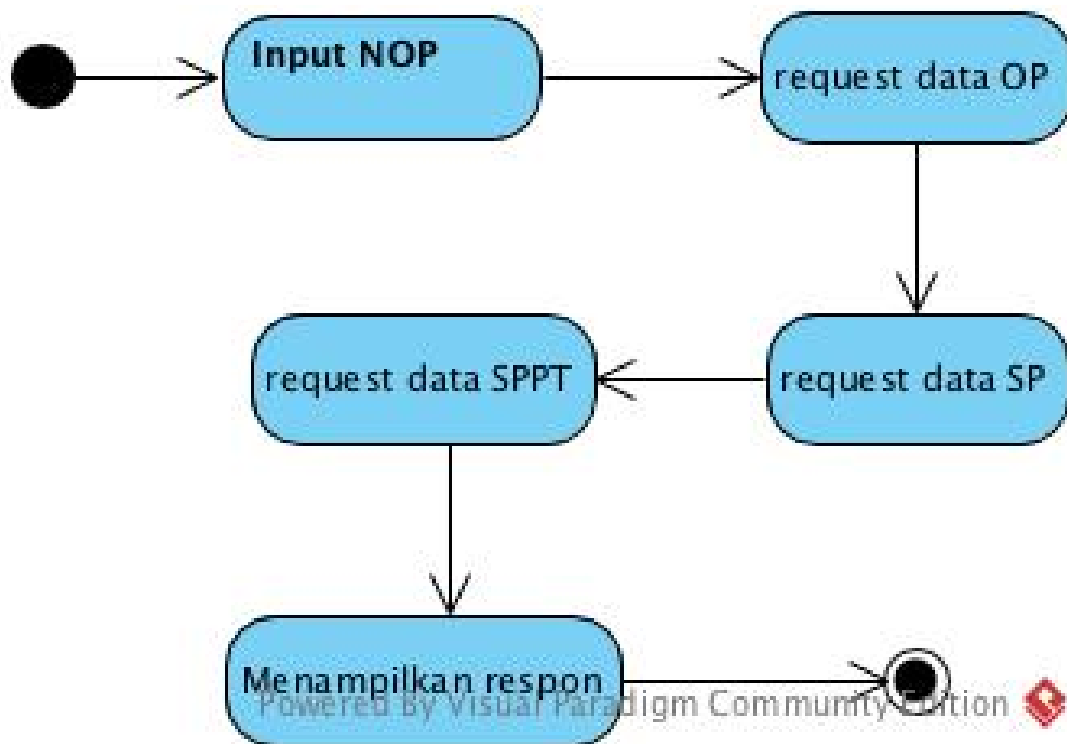 Input NOP
request data OP
request data SP
request data SPPT
Menampilkan respon
Powered By Visual Paradigm Community Edition